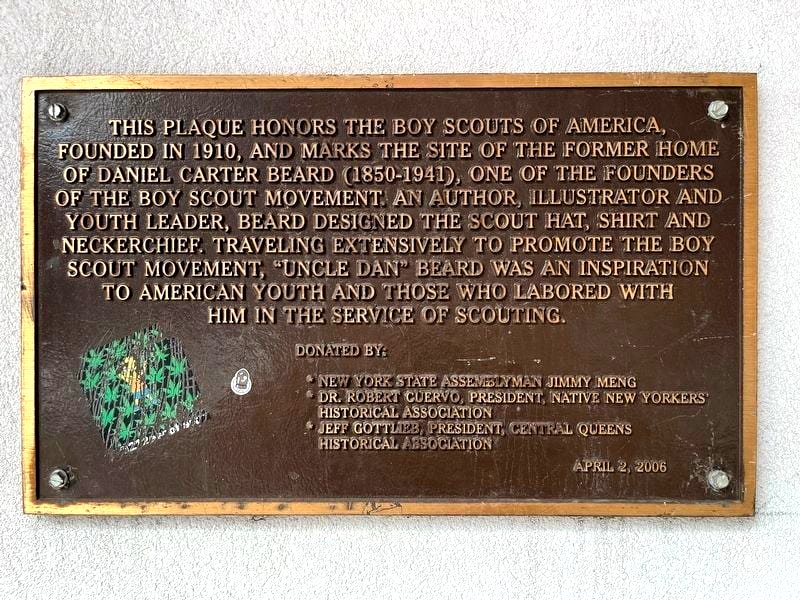 THIS PLAQUE HONORS THE BOY SCOUTS OF AMERICA,
FOUNDED IN 1910, AND MARKS THE SITE OF THE FORMER HOME
OF DANIEL CARTER BEARD (1850-1941), ONE OF THE FOUNDERS
OF THE BOY SCOUT MOVEMENT. AN AUTHOR, ILLUSTRATOR AND
YOUTH LEADER, BEARD DESIGNED THE SCOUT HAT, SHIRT AND
NECKERCHIEF. TRAVELING EXTENSIVELY TO PROMOTE THE BOY
SCOUT MOVEMENT, "UNCLE DAN" BEARD WAS AN INSPIRATION
TO AMERICAN YOUTH AND THOSE WHO LABORED WITH
HIM IN THE SERVICE OF SCOUTING.
DONATED BY:
* NEW YORK STATE ASSEMBLYMAN JIMMY MENG
* DR. ROBERT CUERVO, PRESIDENT, NATIVE NEW YORKERS'
HISTORICAL ASSOCIATION
* JEFF GOTTLIEB, PRESIDENT, CENTRAL QUEENS
HISTORICAL ASSOCIATION
APRIL 2, 2006